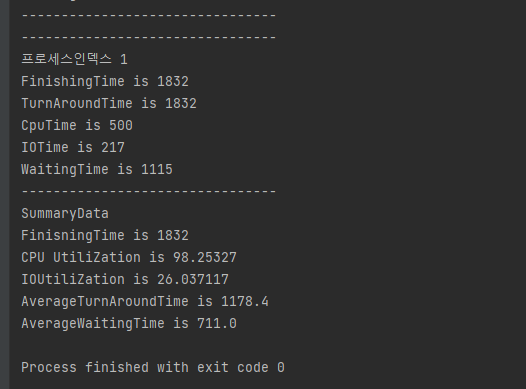 --------------------------------
--------------------------------
프로세스인덱스 1
FinishingTime is 1832
TurnAroundTime is 1832
CpuTime is 500
IOTime is 217
WaitingTime is 1115
--------------------------------
SummaryData
FinisningTime is 1832
CPU UtiliZation is 98.25327
IOUtiliZation is 26.037117
AverageTurnAroundTime is 1178.4
AverageWaitingTime is 711.0
Process finished with exit code 0